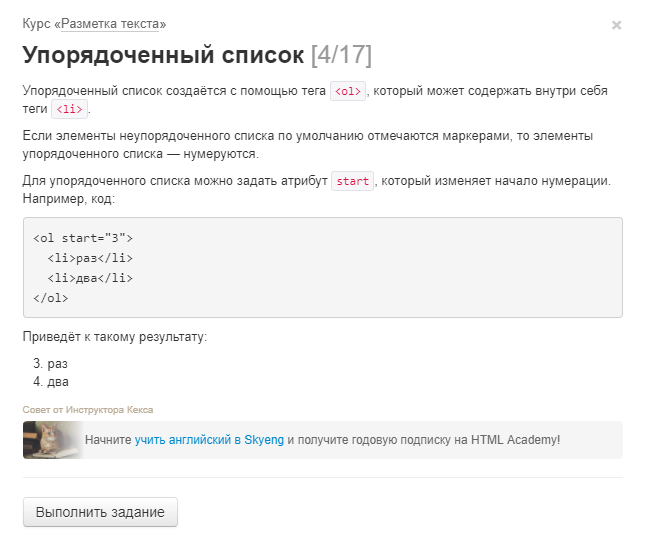 Курс «Разметка текста»
×
Упорядоченный список [4/17]
Упорядоченный список создаётся с помощью тега <ol>, который может содержать внутри себя
теги <li>.
Если элементы неупорядоченного списка по умолчанию отмечаются маркерами, то элементы
упорядоченного списка — нумеруются.
Для упорядоченного списка можно задать атрибут start, который изменяет начало нумерации.
Например, код:
<ol start="3">
  <li>раз</li>
  <li>два</li>
</ol>
Приведёт к такому результату:
3. раз
4. два
Совет от Инструктора Кекса
Начните учить английский в Skyeng и получите годовую подписку на HTML Academy!
Выполнить задание